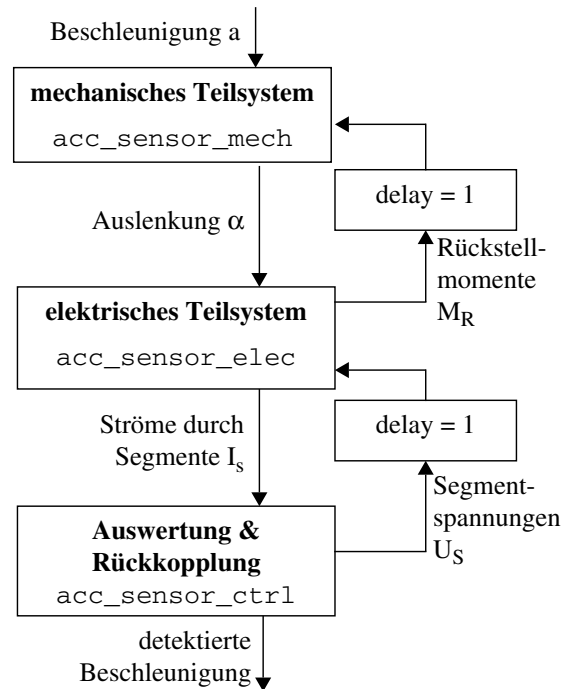 Beschleunigung a
mechanisches Teilsystem
acc_sensor_mech
delay = 1
Auslenkung α
Rückstell-
momente
M_R
elektrisches Teilsystem
acc_sensor_elec
delay = 1
Ströme durch
Segmente I_s
Segment-
spannungen
U_S
Auswertung &
Rückkopplung
acc_sensor_ctrl
detektierte
Beschleunigung